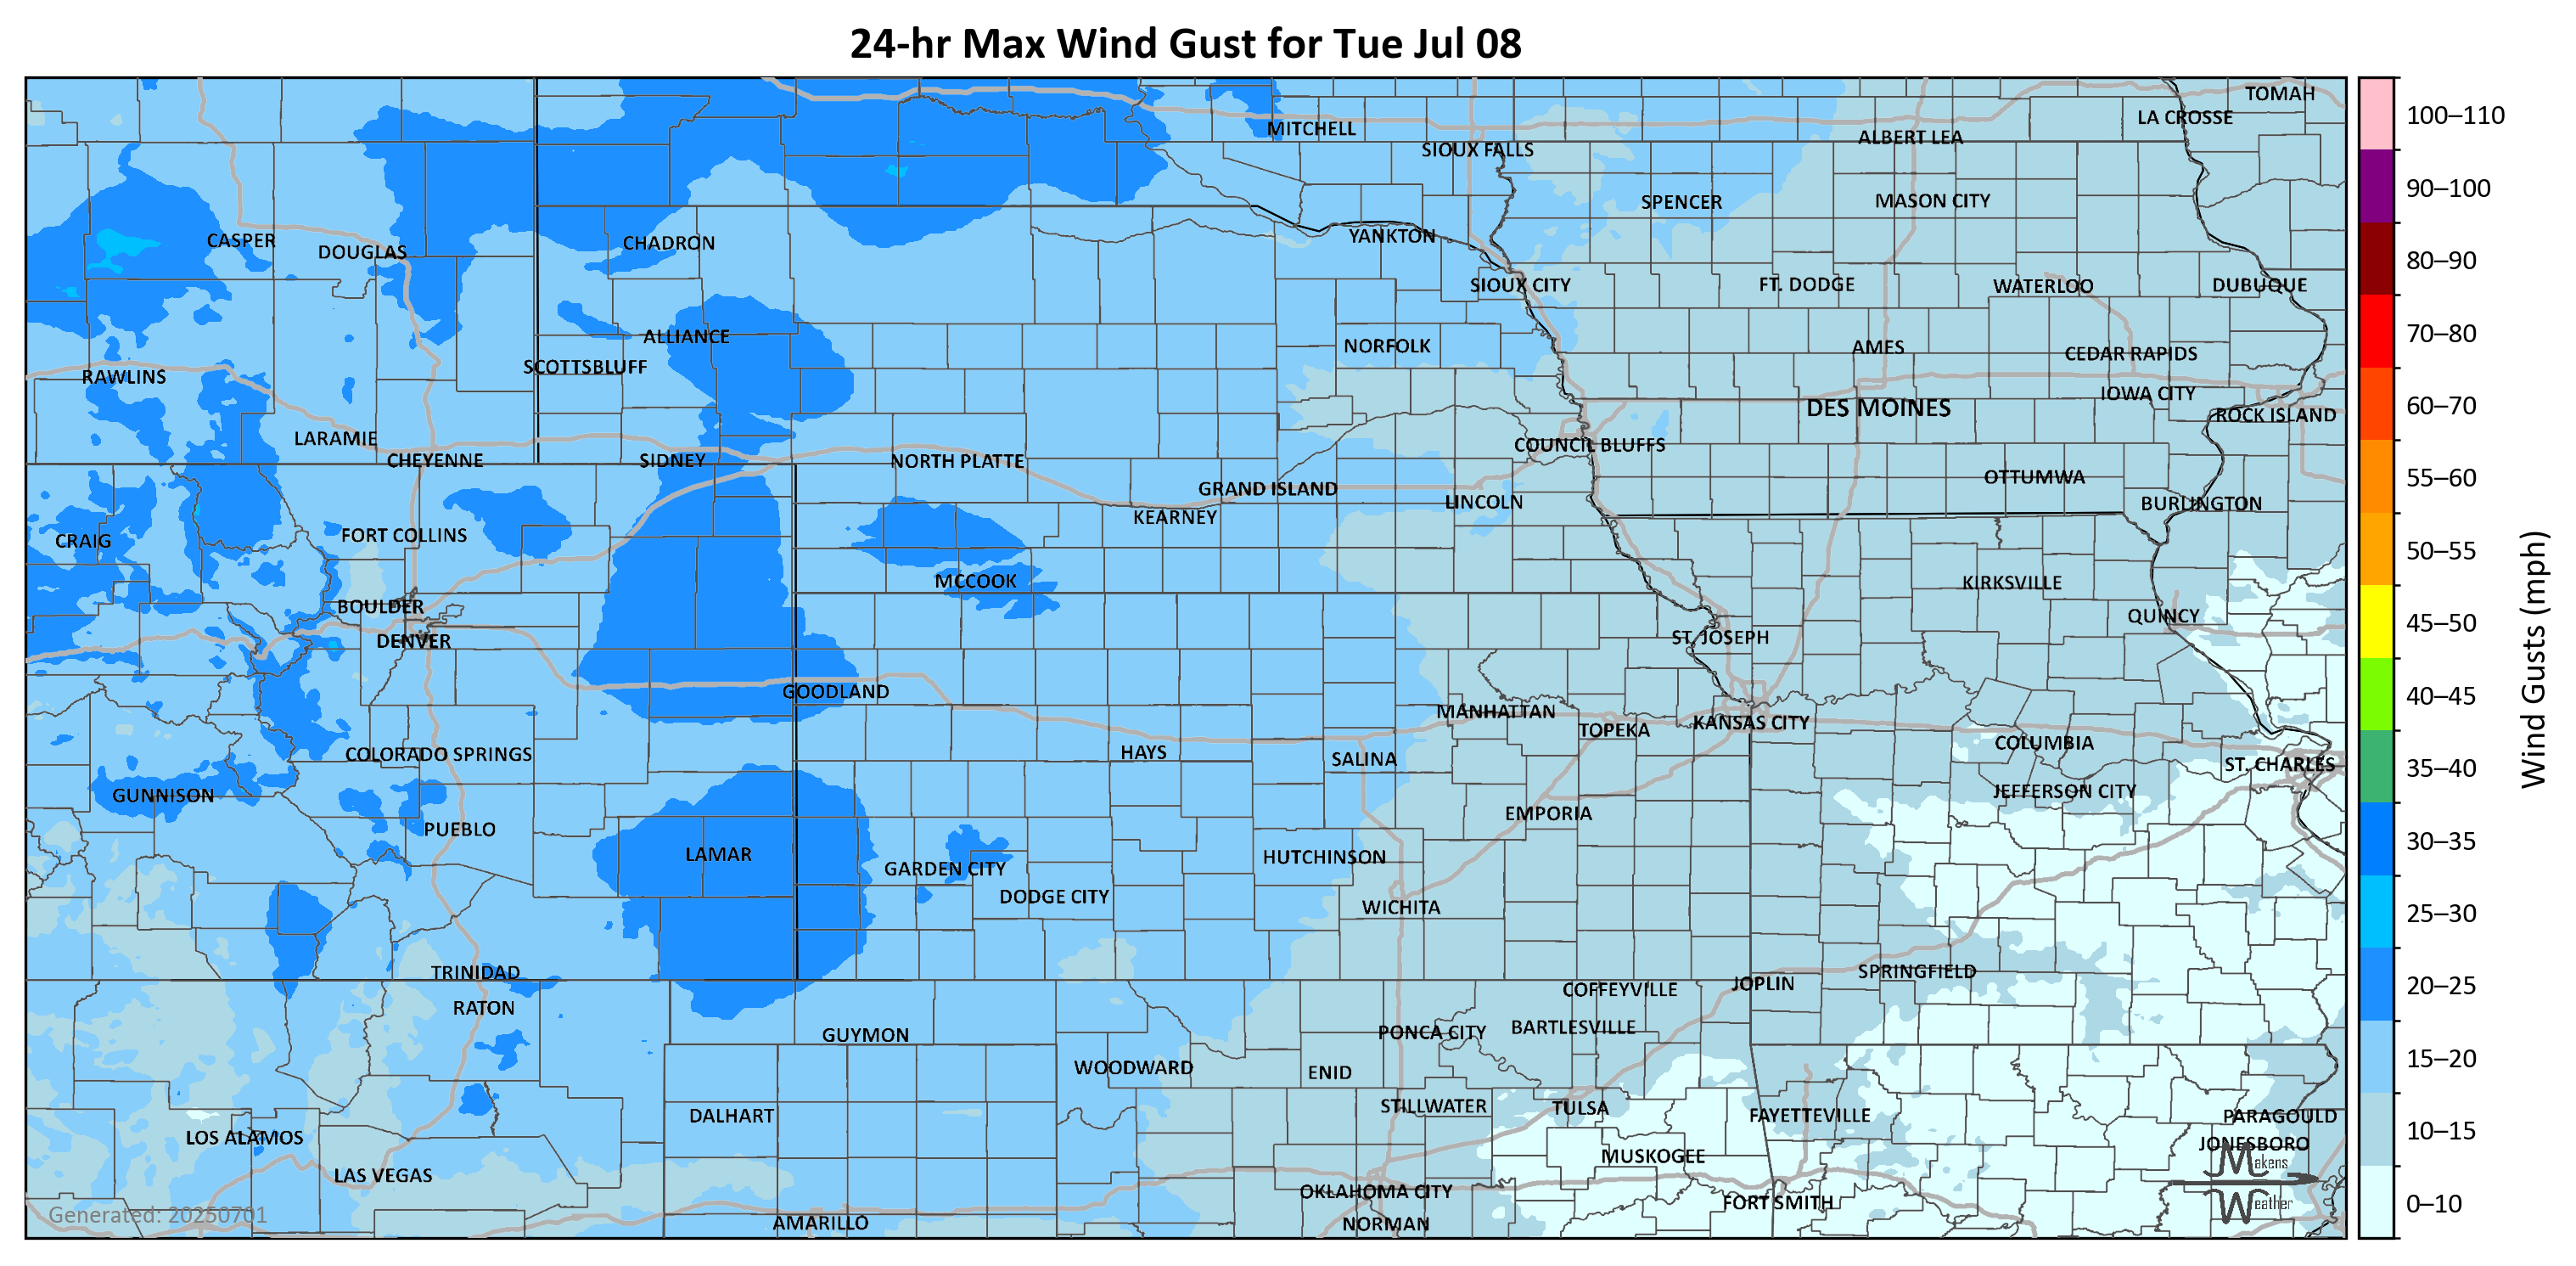 24-hr Max Wind Gust for Tue Jul 08
TOMAH
LA CROSSE
MITCHELL
ALBERT LEA
SIOUX FALLS
SPENCER
MASON CITY
CASPER
DOUGLAS
CHADRON
YANKTON
SIOUX CITY
FT. DODGE
WATERLOO
DUBUQUE
ALLIANCE
NORFOLK
AMES
CEDAR RAPIDS
SCOTTSBLUFF
RAWLINS
IOWA CITY
DES MOINES
ROCK ISLAND
LARAMIE
COUNCIL BLUFFS
CHEYENNE
SIDNEY
NORTH PLATTE
OTTUMWA
GRAND ISLAND
LINCOLN
BURLINGTON
KEARNEY
FORT COLLINS
CRAIG
MCCOOK
KIRKSVILLE
BOULDER
QUINCY
DENVER
ST. JOSEPH
GOODLAND
MANHATTAN
TOPEKA
KANSAS CITY
COLUMBIA
COLORADO SPRINGS
HAYS
SALINA
ST. CHARLES
GUNNISON
JEFFERSON CITY
EMPORIA
PUEBLO
LAMAR
HUTCHINSON
GARDEN CITY
DODGE CITY
WICHITA
TRINIDAD
SPRINGFIELD
JOPLIN
COFFEYVILLE
RATON
BARTLESVILLE
PONCA CITY
GUYMON
WOODWARD
ENID
STILLWATER
TULSA
DALHART
FAYETTEVILLE
PARAGOULD
LOS ALAMOS
JONESBORO
MUSKOGEE
Makens
LAS VEGAS
OKLAHOMA CITY
FORT SMITH
Weather
Generated: 20250701
AMARILLO
NORMAN
100–110
90–100
80–90
70–80
60–70
55–60
50–55
45–50
40–45
35–40
30–35
25–30
20–25
15–20
10–15
0–10
Wind Gusts (mph)